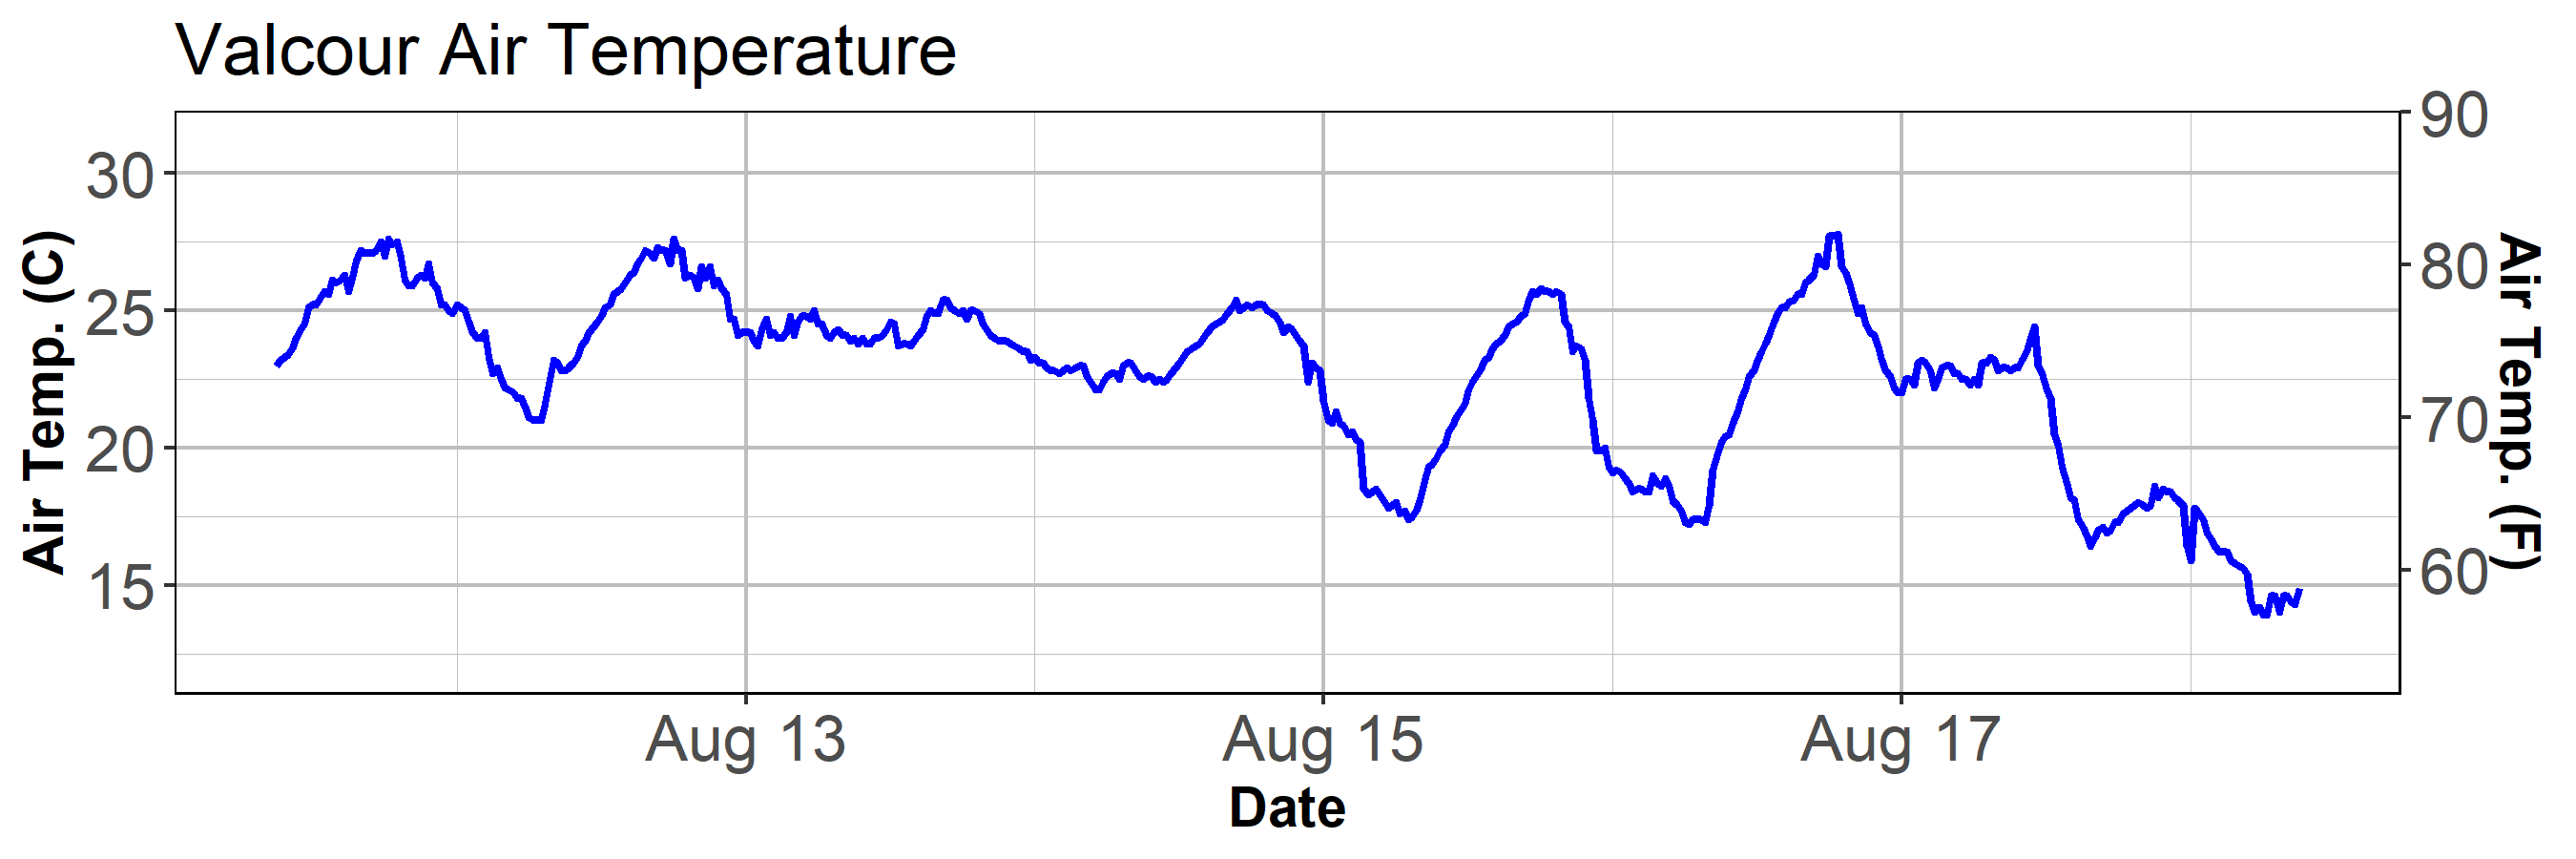 Valcour Air Temperature
30
25
20
15
Air Temp. (C)
90
80
70
60
Air Temp. (F)
Aug 13
Aug 15
Aug 17
Date